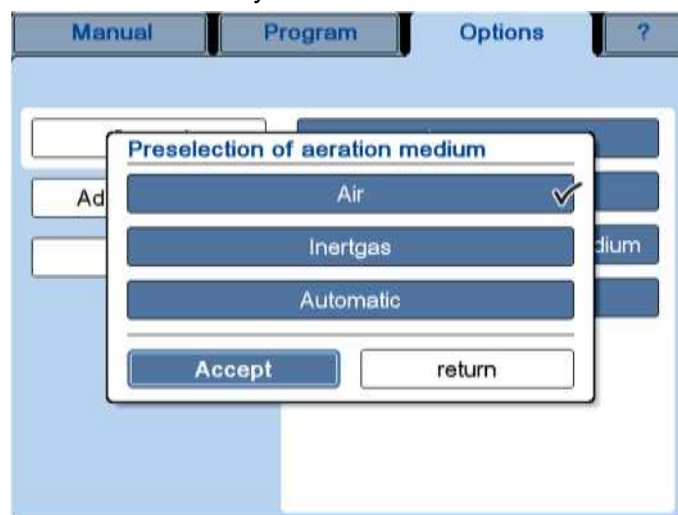 Manual Program Options ?
Preselection of aeration medium
Air
Ad
Inertgas
dium
Automatic
Accept return